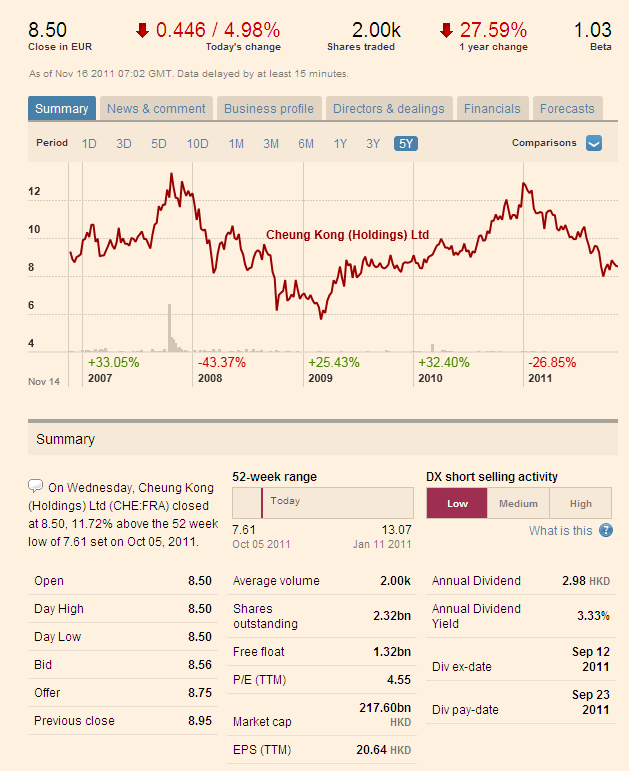 8.50 0.446 / 4.98% 2.00k 27.59% 1.03
Close in EUR Today's change Shares traded 1 year change Beta
As of Nov 16 2011 07:02 GMT. Data delayed by at least 15 minutes.
Summary News & comment Business profile Directors & dealings Financials Forecasts
Period 1D 3D 5D 10D 1M 3M 6M 1Y 3Y 5Y Comparisons
12
10
Cheung Kong (Holdings) Ltd
8
6
4
+33.05% -43.37% +25.43% +32.40% -26.85%
Nov 14 2007 2008 2009 2010 2011
Summary
On Wednesday, Cheung Kong
(Holdings) Ltd (CHE:FRA) closed
at 8.50, 11.72% above the 52 week
low of 7.61 set on Oct 05, 2011.
52-week range
Today
7.61 13.07
Oct 05 2011 Jan 11 2011
DX short selling activity
Low Medium High
What is this ?
Open 8.50
Day High 8.50
Day Low 8.50
Bid 8.56
Offer 8.75
Previous close 8.95
Average volume 2.00k
Shares
outstanding 2.32bn
Free float 1.32bn
P/E (TTM) 4.55
Market cap 217.60bn
HKD
EPS (TTM) 20.64 HKD
Annual Dividend 2.98 HKD
Annual Dividend
Yield 3.33%
Div ex-date Sep 12
2011
Div pay-date Sep 23
2011